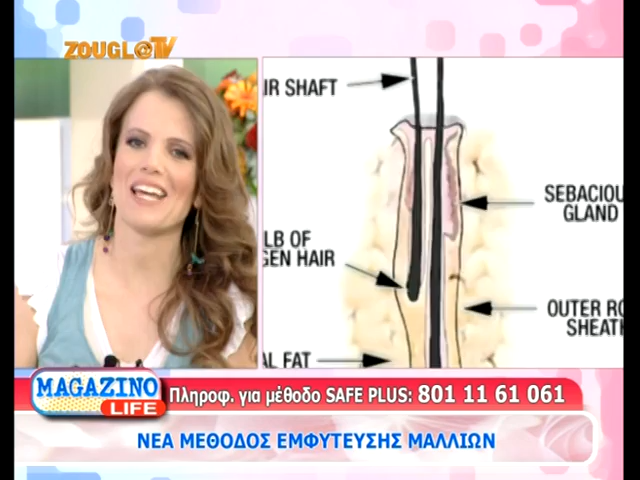 ZOUGL@TV
IR SHAFT
SEBACIOU
GLAND
LB OF
GEN HAIR
OUTER RO
SHEATH
AL FAT
MAGAZINO
LIFE
Πληροφ. για μέθοδο SAFE PLUS: 801 11 61 061
ΝΕΑ ΜΕΘΟΔΟΣ ΕΜΦΥΤΕΥΣΗΣ ΜΑΛΛΙΩΝ